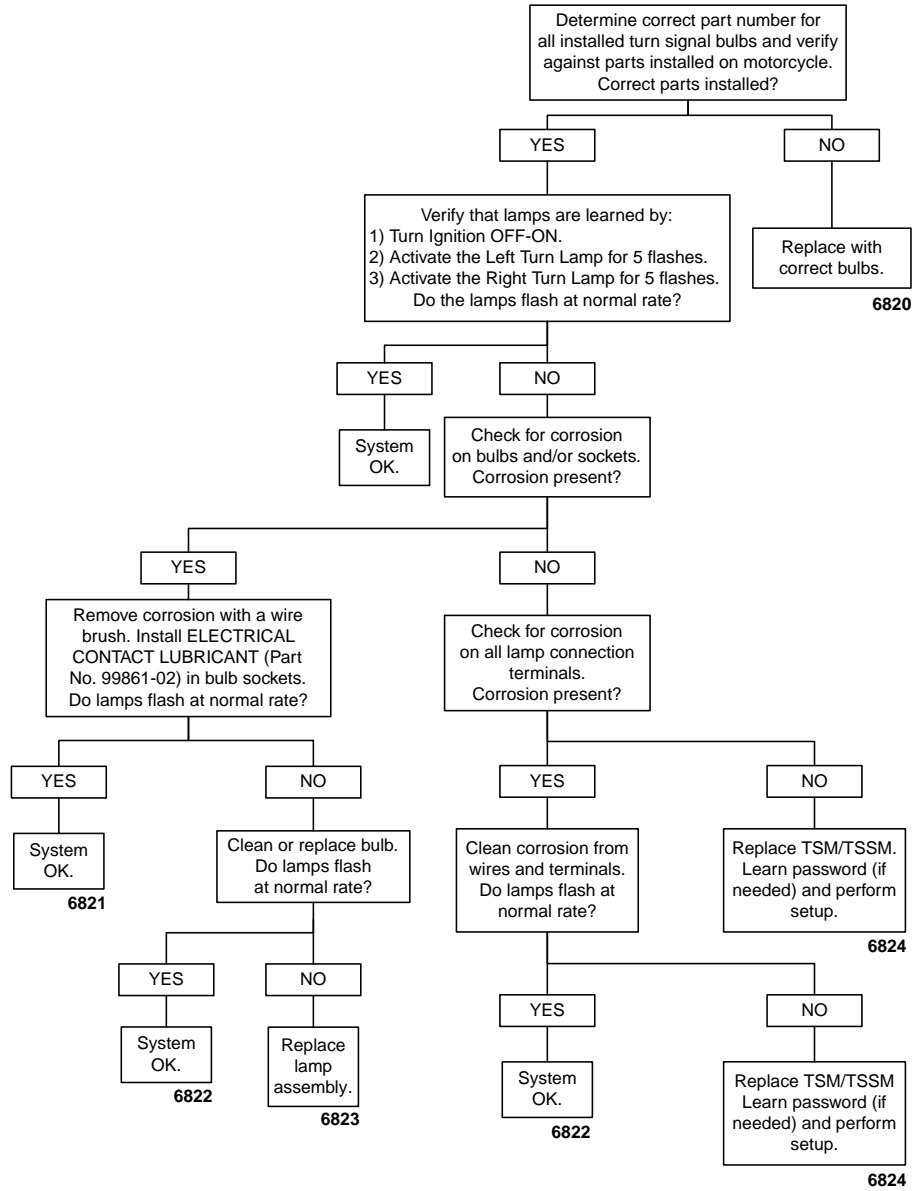 Determine correct part number for
all installed turn signal bulbs and verify
against parts installed on motorcycle.
Correct parts installed?
YES
NO
Verify that lamps are learned by:
1) Turn Ignition OFF-ON.
2) Activate the Left Turn Lamp for 5 flashes.
3) Activate the Right Turn Lamp for 5 flashes.
Do the lamps flash at normal rate?
Replace with
correct bulbs.
6820
YES
NO
System
OK.
Check for corrosion
on bulbs and/or sockets.
Corrosion present?
YES
NO
Remove corrosion with a wire
brush. Install ELECTRICAL
CONTACT LUBRICANT (Part
No. 99861-02) in bulb sockets.
Do lamps flash at normal rate?
Check for corrosion
on all lamp connection
terminals.
Corrosion present?
YES
NO
YES
NO
System
OK.
6821
Clean or replace bulb.
Do lamps flash
at normal rate?
Clean corrosion from
wires and terminals.
Do lamps flash at
normal rate?
Replace TSM/TSSM.
Learn password (if
needed) and perform
setup.
6824
YES
NO
YES
NO
System
OK.
6822
Replace
lamp
assembly.
6823
System
OK.
6822
Replace TSM/TSSM
Learn password (if
needed) and perform
setup.
6824